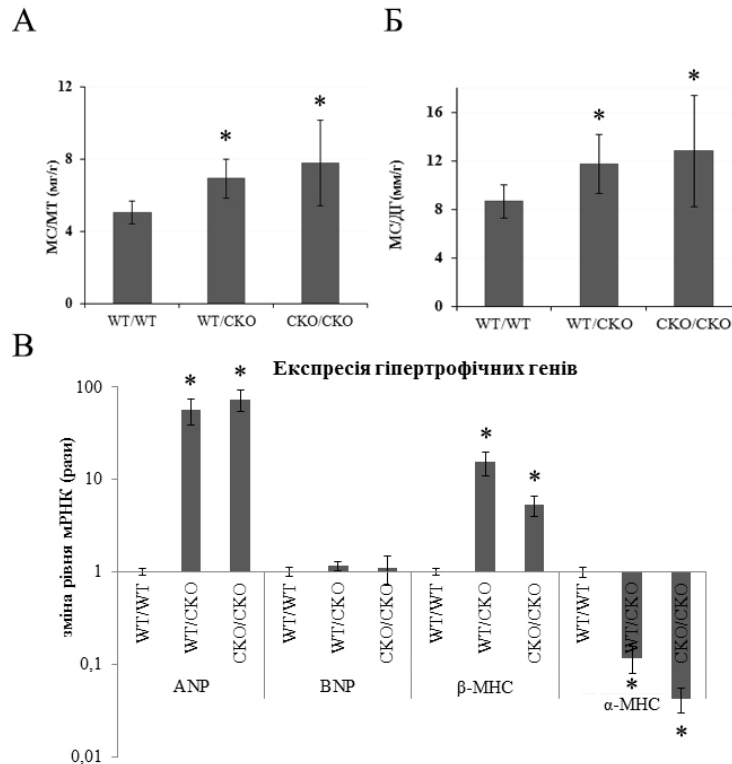 А
МС/МТ (мг/г)
12
8
4
0
*
*
WT/WT
WT/CKO
CKO/CKO
Б
МС/ДГ(мм/г)
16
12
8
4
0
*
*
WT/WT
WT/CKO
CKO/CKO
В
Експресія гіпертрофічних генів
зміна рівня мРНК (рази)
100
10
1
0,1
0,01
*
*
*
*
*
*
WT/WT
WT/CKO
CKO/CKO
WT/WT
WT/CKO
CKO/CKO
WT/WT
WT/CKO
CKO/CKO
WT/WT
WT/CKO
CKO/CKO
ANP
BNP
β-MHC
α-MHC